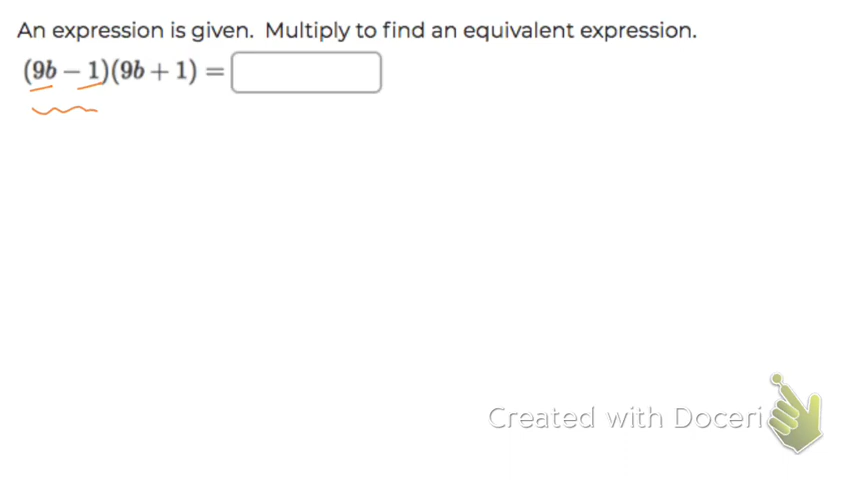 An expression is given. Multiply to find an equivalent expression.
(9b − 1)(9b + 1) =
Created with Doceri